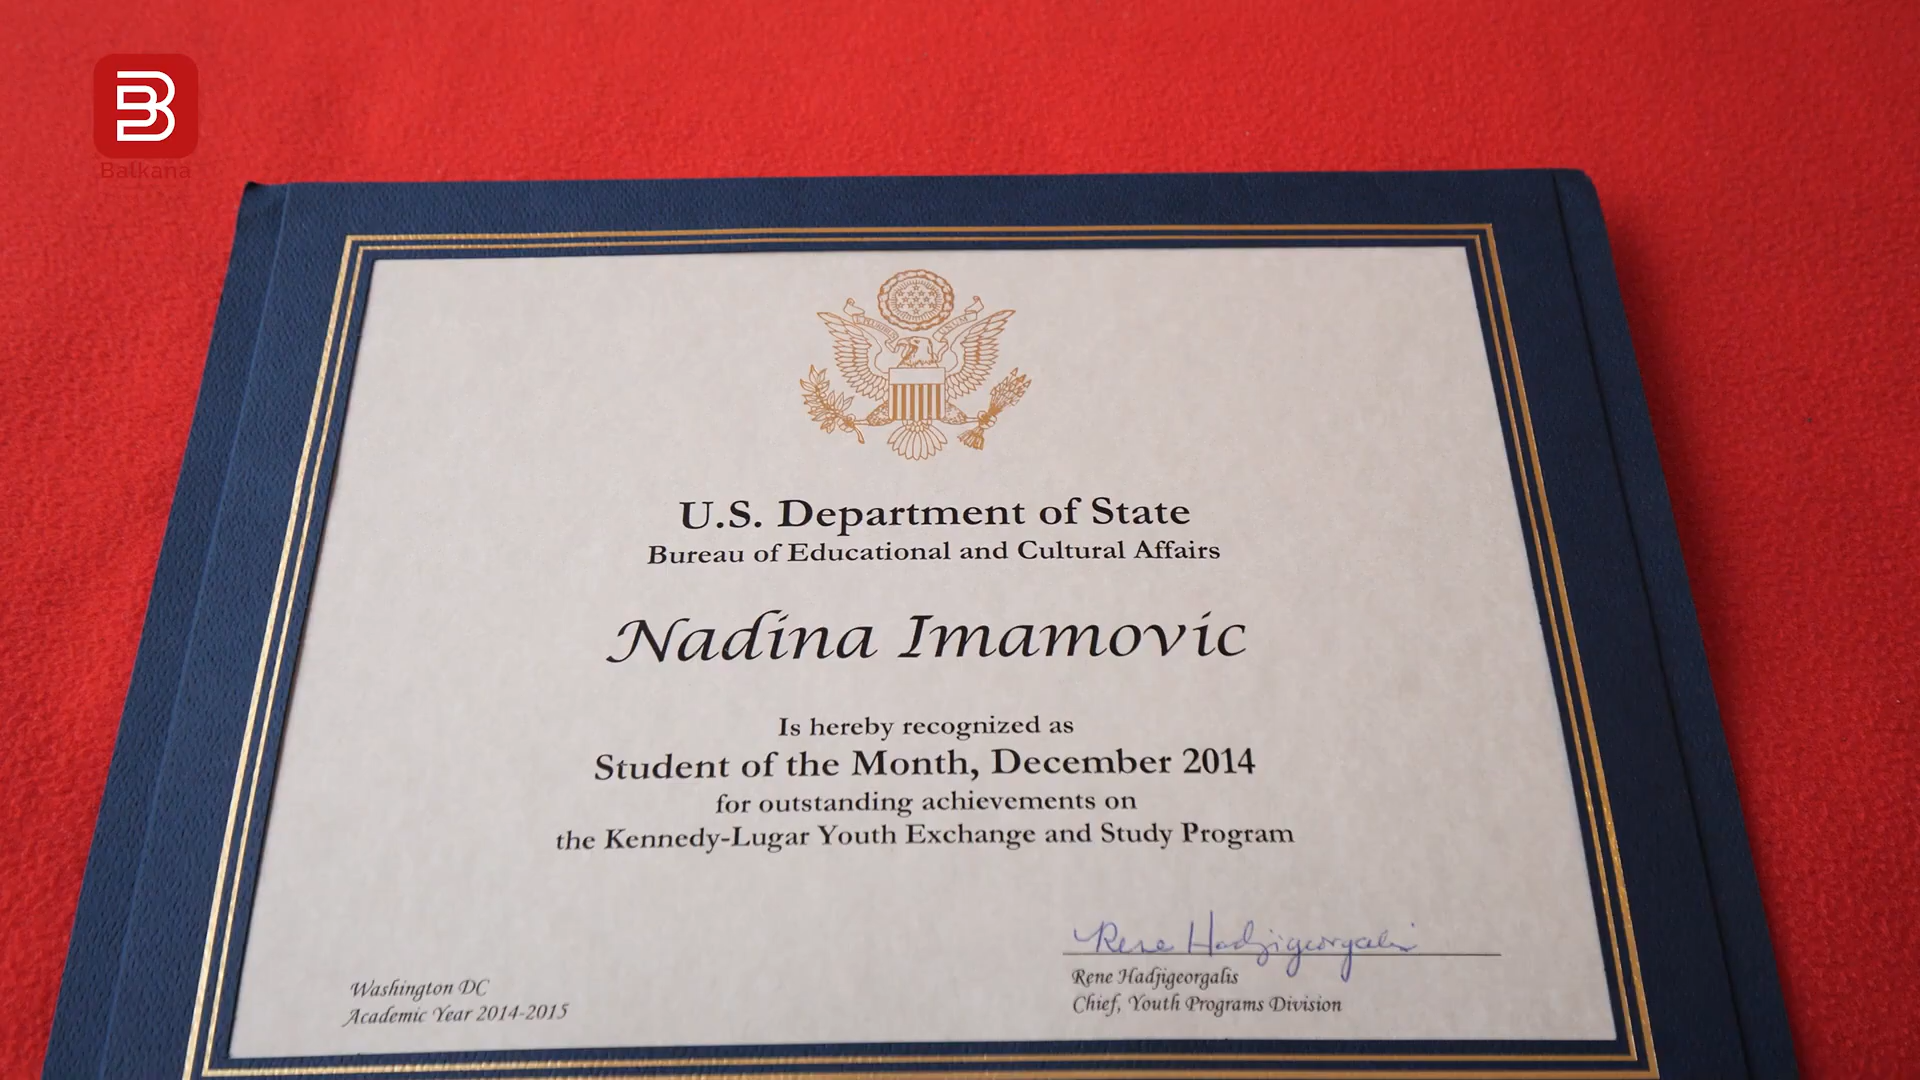 B
Balkana
U.S. Department of State
Bureau of Educational and Cultural Affairs
Nadina Imamovic
Is hereby recognized as
Student of the Month, December 2014
for outstanding achievements on
the Kennedy-Lugar Youth Exchange and Study Program
Rene Hadjigeorgalis
Rene Hadjigeorgalis
Chief, Youth Programs Division
Washington DC
Academic Year 2014-2015